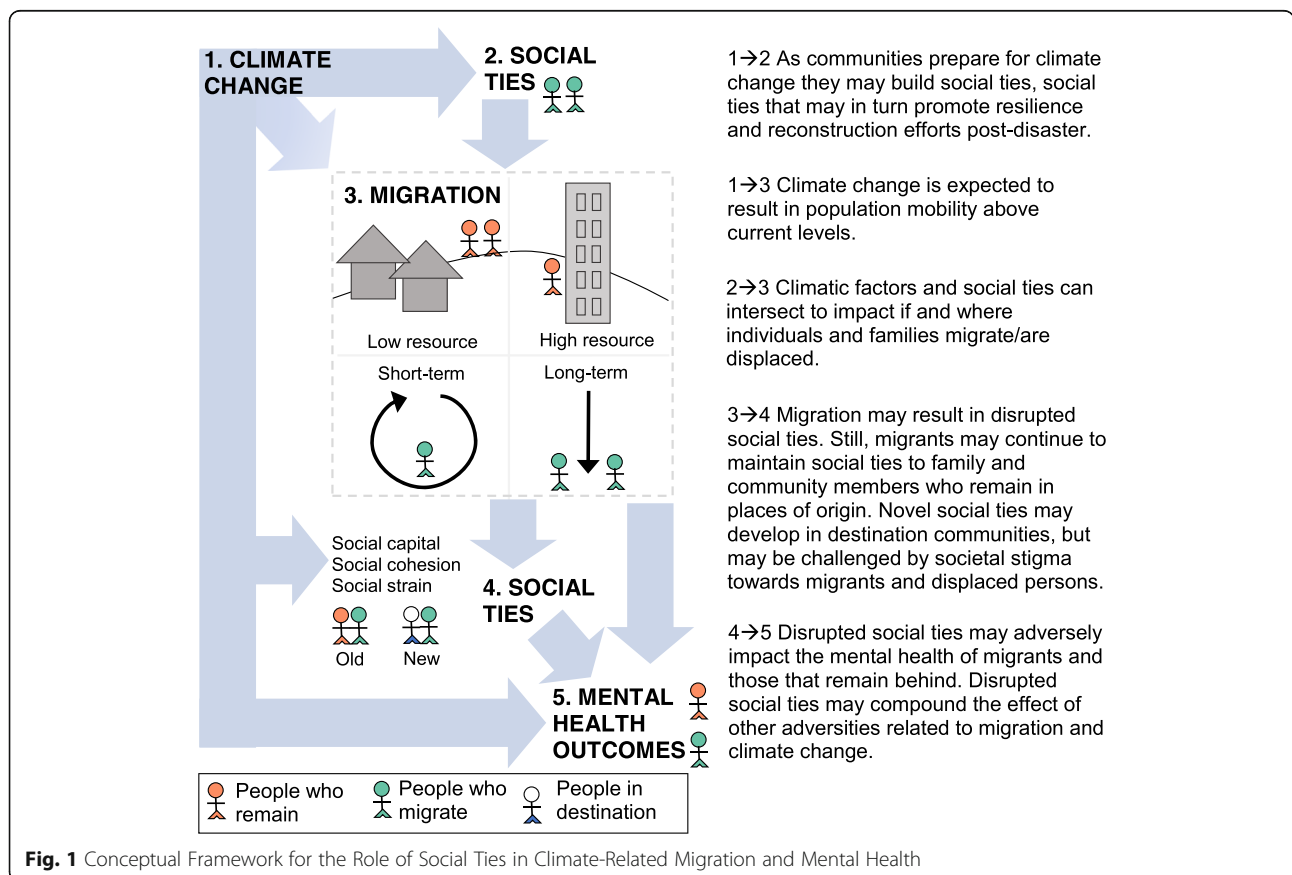 1. CLIMATE
CHANGE
2. SOCIAL
TIES
3. MIGRATION
Low resource
High resource
Short-term
Long-term
Social capital
Social cohesion
Social strain
Old
New
4. SOCIAL
TIES
5. MENTAL
HEALTH
OUTCOMES
People who
remain
People who
migrate
People in
destination
1→2 As communities prepare for climate
change they may build social ties, social
ties that may in turn promote resilience
and reconstruction efforts post-disaster.
1→3 Climate change is expected to
result in population mobility above
current levels.
2→3 Climatic factors and social ties can
intersect to impact if and where
individuals and families migrate/are
displaced.
3→4 Migration may result in disrupted
social ties. Still, migrants may continue to
maintain social ties to family and
community members who remain in
places of origin. Novel social ties may
develop in destination communities, but
may be challenged by societal stigma
towards migrants and displaced persons.
4→5 Disrupted social ties may adversely
impact the mental health of migrants and
those that remain behind. Disrupted
social ties may compound the effect of
other adversities related to migration and
climate change.
Fig. 1 Conceptual Framework for the Role of Social Ties in Climate-Related Migration and Mental Health